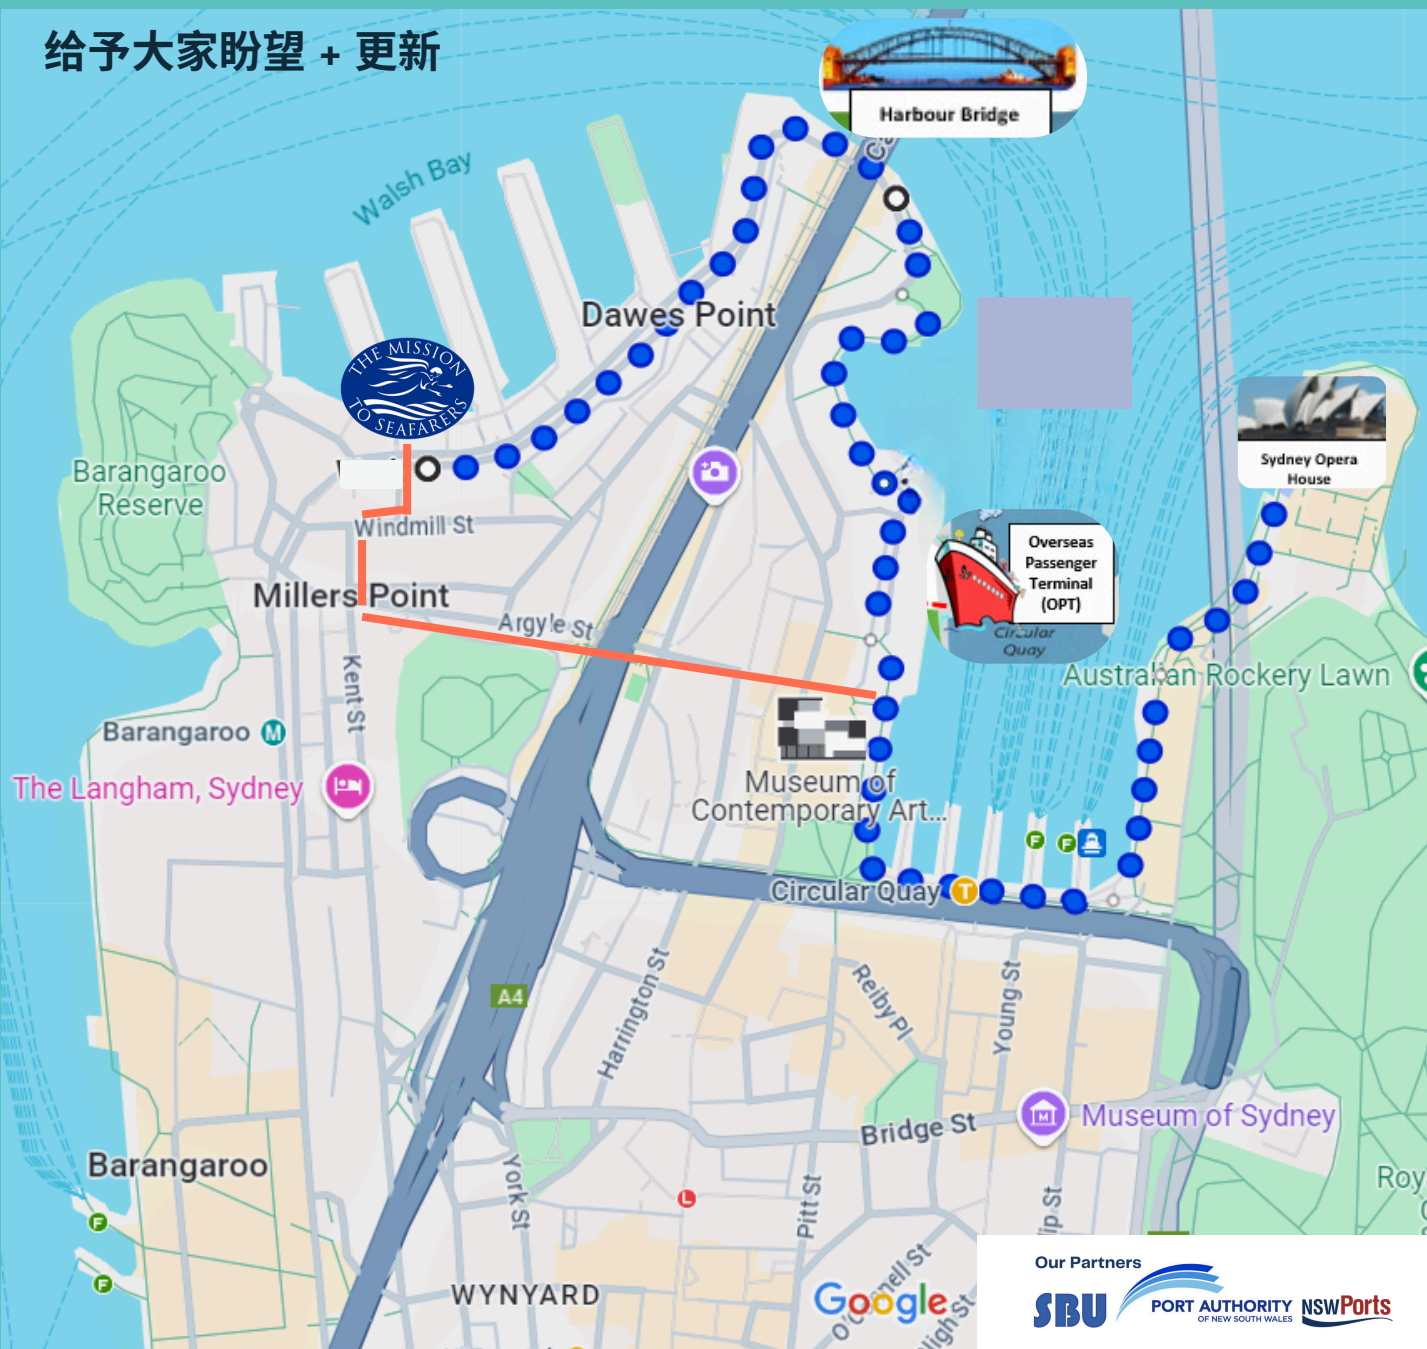 给予大家盼望 + 更新
Harbour Bridge
Walsh Bay
Dawes Point
THE MISSION
TO SEAFARERS
Barangaroo
Reserve
Windmill St
Sydney Opera
House
Overseas
Passenger
Terminal
(OPT)
Circular
Quay
Millers Point
Argyle St
Australian Rockery Lawn
Kent St
Barangaroo
M
The Langham, Sydney
Museum of
Contemporary Art...
F
F
Circular Quay
T
A4
Harrington St
Reiby Pl
Young St
Bridge St
M
Museum of Sydney
Barangaroo
York St
Pitt St
L
Roy
F
F
WYNYARD
Google
Our Partners
SBU
PORT AUTHORITY
OF NEW SOUTH WALES
NSWPorts